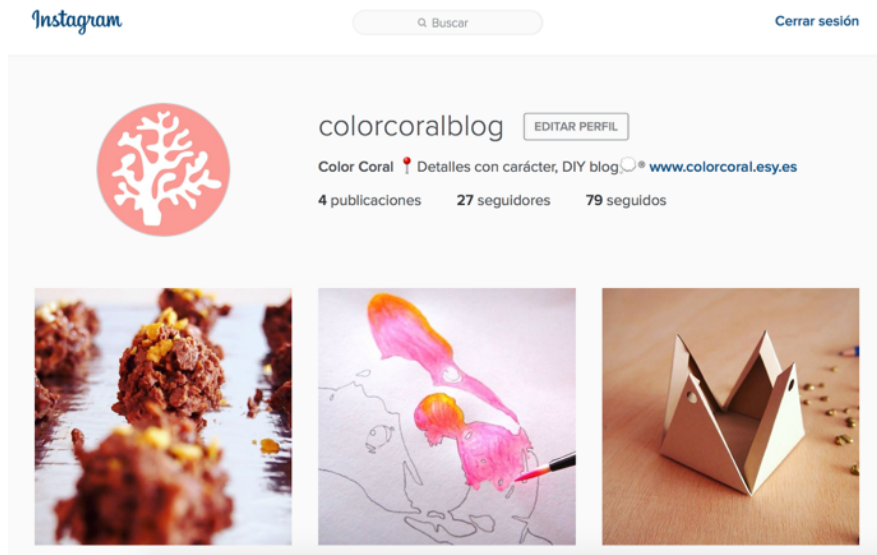 Instagram
Buscar
Cerrar sesión
colorcoralblog
EDITAR PERFIL
Color Coral 📍 Detalles con carácter, DIY blog💭® www.colorcoral.esy.es
4 publicaciones 27 seguidores 79 seguidos